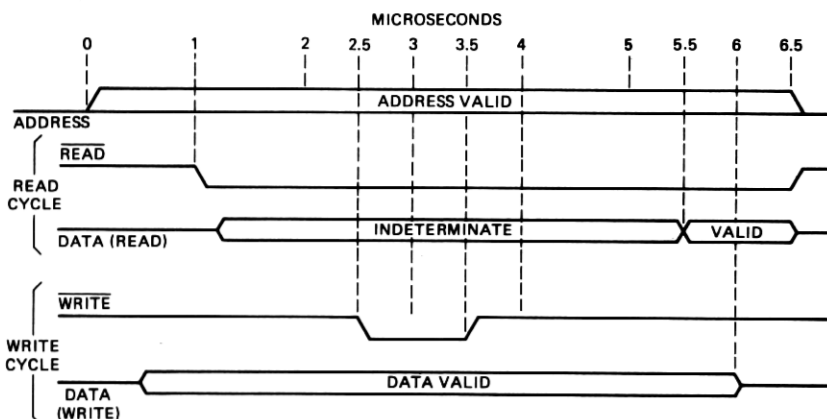 MICROSECONDS
0 1 2 2.5 3 3.5 4 5 5.5 6 6.5
ADDRESS VALID
ADDRESS
READ
READ
CYCLE
INDETERMINATE
VALID
DATA (READ)
WRITE
WRITE
CYCLE
DATA VALID
DATA
(WRITE)